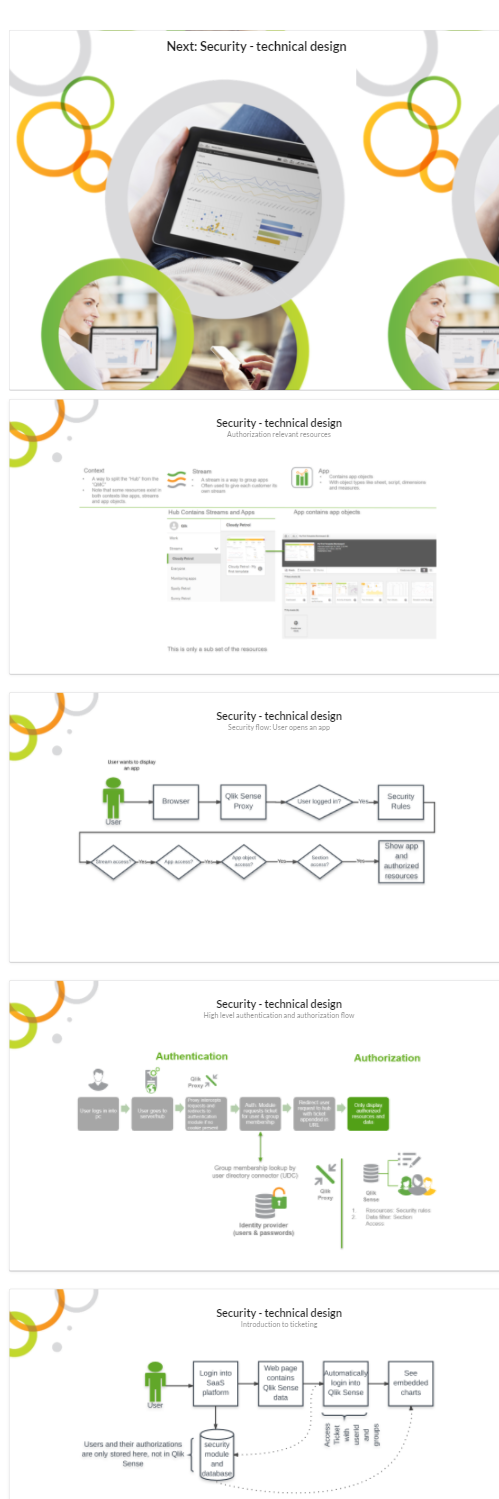 Next: Security - technical design
Security - technical design
Authorization relevant resources
Context
A way to split the "Hub" from the
"QMC"
Note that some resources exist in
both contexts like apps, streams
and app objects.
Stream
A stream is a way to group apps
Often used to give each customer its
own stream.
App
Contains app objects
With object types like sheet, script, dimensions
and measures.
Hub Contains Streams and Apps
App contains app objects
Work
Streams
Cloudy Petrol
Everyone
Monitoring apps
Cloudy Petrol
This is only a sub set of the resources
Security - technical design
Security flow: User opens an app
User wants to display
an app
User
Browser
Qlik Sense
Proxy
User logged in?
Yes
Security
Rules
Stream access?
Yes
App access?
Yes
App object
access?
Yes
Section
access?
Yes
Show app
and
authorized
resources
Security - technical design
High level authentication and authorization flow
Authentication
Authorization
Qlik
Proxy
User logs in into
User goes to
server/hub
Proxy intercepts
requests and
redirects to
authentication
module if no
cookie present
Auth. Module
requests ticket
for user & group
membership
Redirect user
request to hub
with ticket
appended in
URL
Only display
authorized
resources and
data
Group membership lookup by
user directory connector (UDC)
Identity provider
(users & passwords)
Qlik
Proxy
Qlik
Sense
1. Resources: Security rules
2. Data filter: Section
Access
Security - technical design
Introduction to ticketing
User
Login into
SaaS
platform
Web page
contains
Qlik Sense
data
Automatically
login into
Qlik Sense
See
embedded
charts
Users and their authorizations
are only stored here, not in Qlik
Sense
security
module
and
database
Access
Ticket
with
userid
and
groups